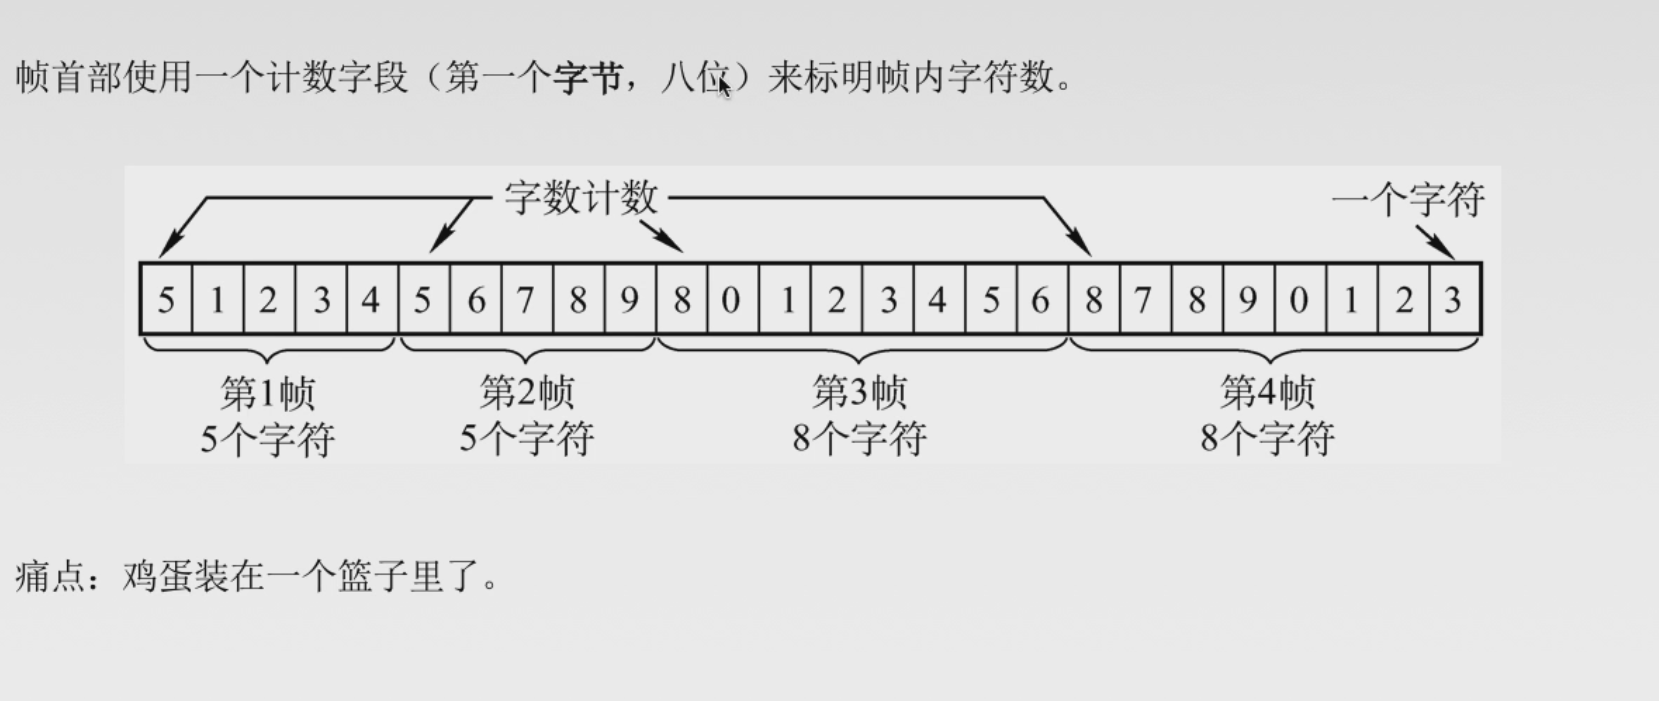 帧首部使用一个计数字段（第一个字节，八位）来标明帧内字符数。
字数计数
一个字符
5 1 2 3 4 5 6 7 8 9 8 0 1 2 3 4 5 6 8 7 8 9 0 1 2 3
第1帧 第2帧 第3帧 第4帧
5个字符 5个字符 8个字符 8个字符
痛点：鸡蛋装在一个篮子里了。